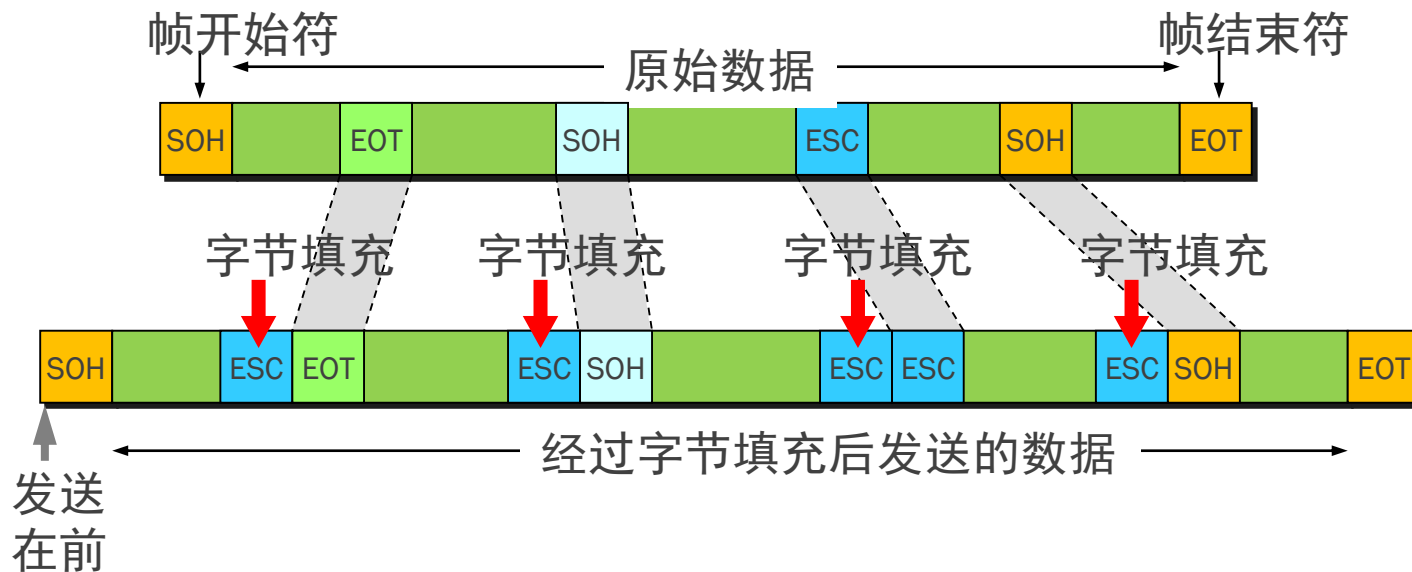 帧开始符 帧结束符
原始数据
SOH EOT SOH ESC SOH EOT
字节填充 字节填充 字节填充 字节填充
SOH ESC EOT ESC SOH ESC ESC ESC SOH EOT
经过字节填充后发送的数据
发送
在前